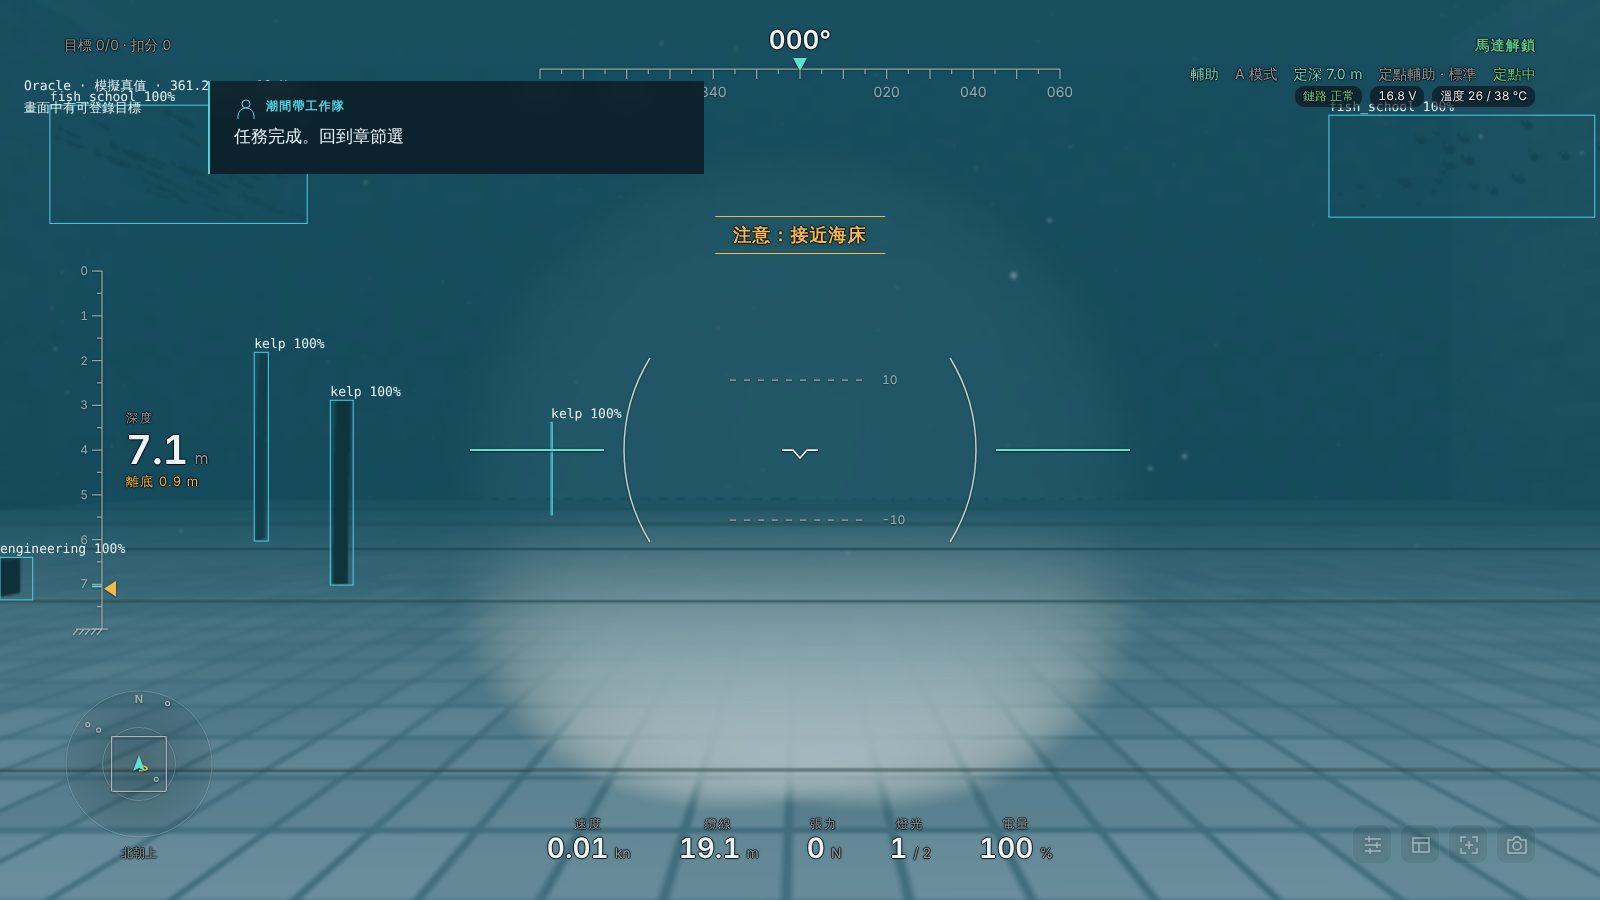 000°
目標 0/0 · 扣分 0
馬達解鎖
輔助 A 模式 定深 7.0 m 定點輔助 · 標準 定點中
Oracle · 模擬真值 · 361.2
fish_school 100%
畫面中有可登錄目標
鏈路 正常 16.8 V 溫度 26 / 38 °C
fish_school 100%
340 020 040 060
潮間帶工作隊
任務完成。回到章節選
注意：接近海床
0
1
2
3
4
5
6
7
kelp 100%
kelp 100%
kelp 100%
10
-10
深度
7.1 m
離底 0.9 m
engineering 100%
N
北朝上
速度 纜線 張力 燈光 電量
0.01 kn 19.1 m 0 N 1 / 2 100 %